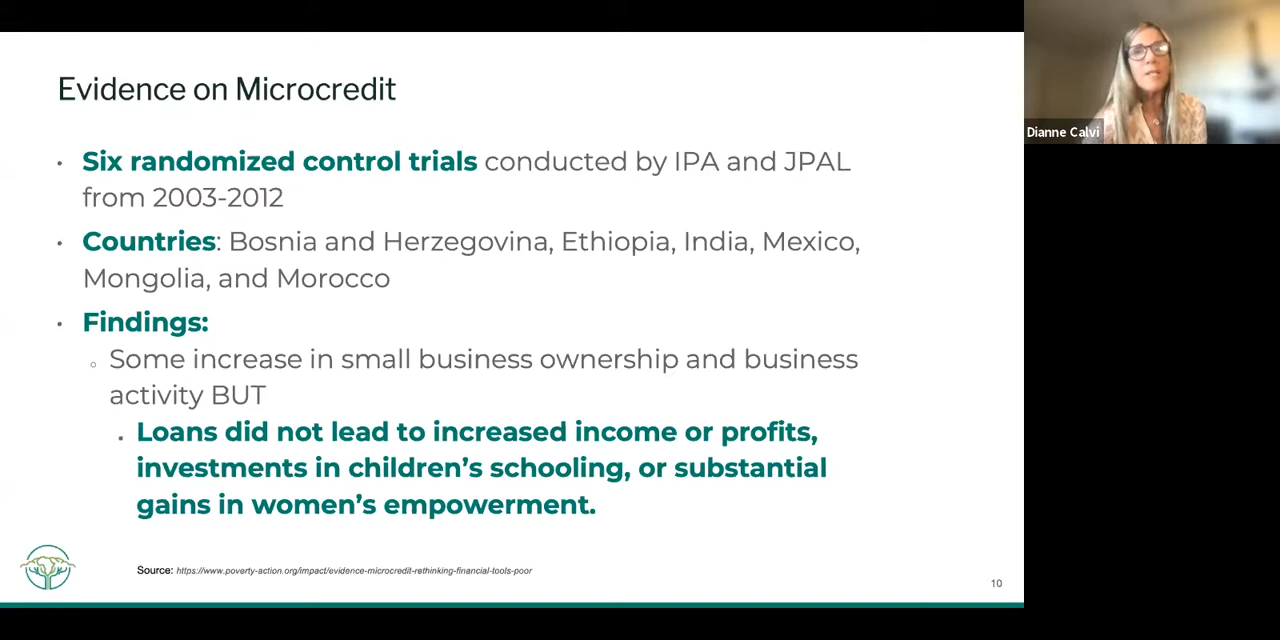 Evidence on Microcredit
• Six randomized control trials conducted by IPA and JPAL
from 2003-2012
• Countries: Bosnia and Herzegovina, Ethiopia, India, Mexico,
Mongolia, and Morocco
• Findings:
○ Some increase in small business ownership and business
activity BUT
▪ Loans did not lead to increased income or profits,
investments in children’s schooling, or substantial
gains in women’s empowerment.
Source: https://www.poverty-action.org/impact/evidence-microcredit-rethinking-financial-tools-poor
10
Dianne Calvi